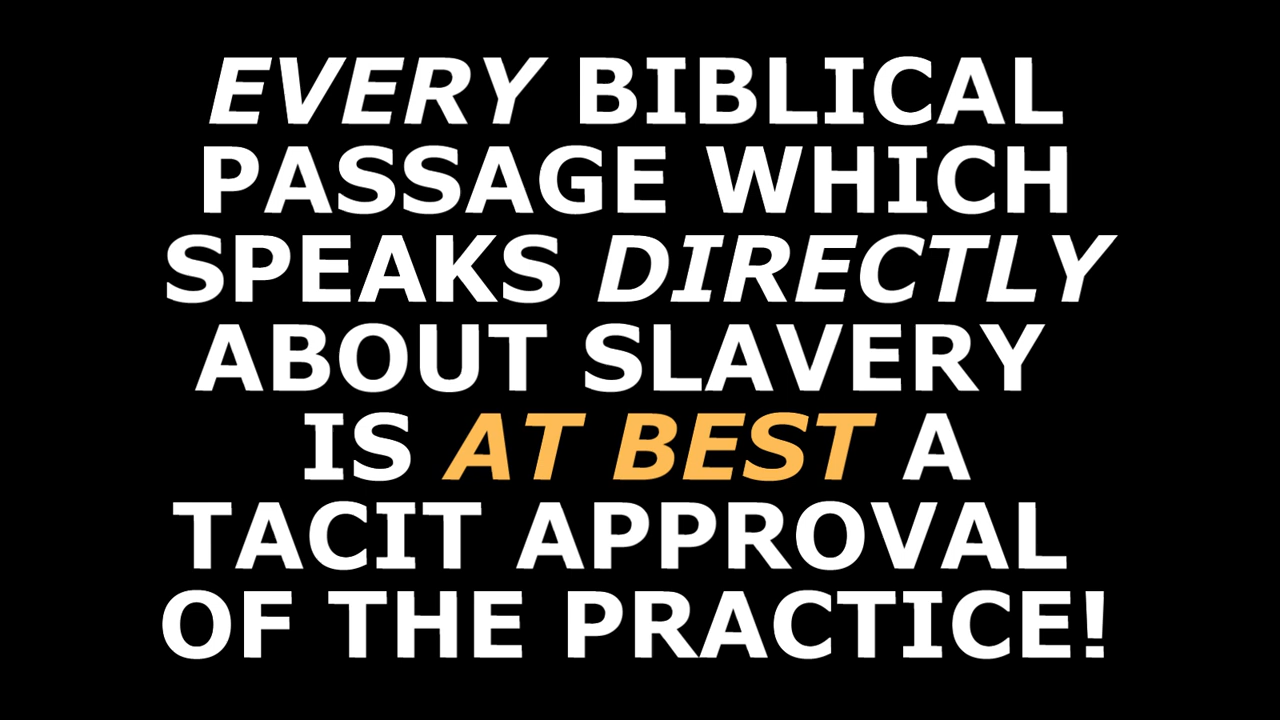 EVERY BIBLICAL
PASSAGE WHICH
SPEAKS DIRECTLY
ABOUT SLAVERY
IS AT BEST A
TACIT APPROVAL
OF THE PRACTICE!